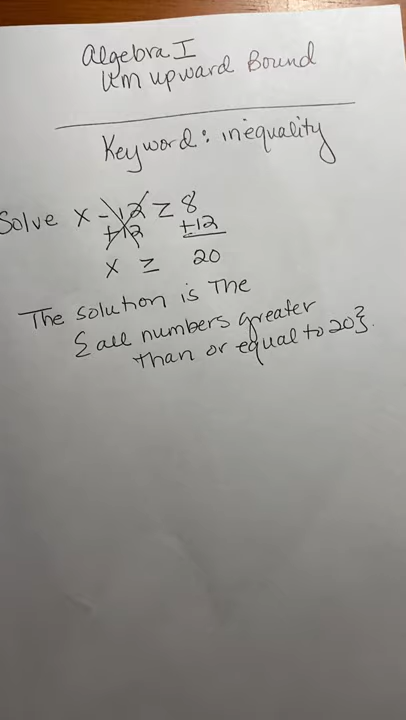 Algebra I
UM upward Bound
Keyword: inequality
Solve x - 12 ≥ 8
+12 +12
x ≥ 20
The solution is The
{all numbers greater
than or equal to 20}.